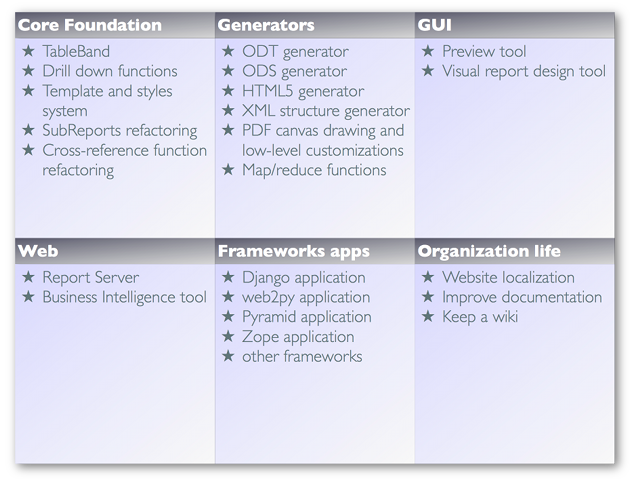 Core Foundation
★ TableBand
★ Drill down functions
★ Template and styles
system
★ SubReports refactoring
★ Cross-reference function
refactoring
Generators
★ ODT generator
★ ODS generator
★ HTML5 generator
★ XML structure generator
★ PDF canvas drawing and
low-level customizations
★ Map/reduce functions
GUI
★ Preview tool
★ Visual report design tool
Web
★ Report Server
★ Business Intelligence tool
Frameworks apps
★ Django application
★ web2py application
★ Pyramid application
★ Zope application
★ other frameworks
Organization life
★ Website localization
★ Improve documentation
★ Keep a wiki